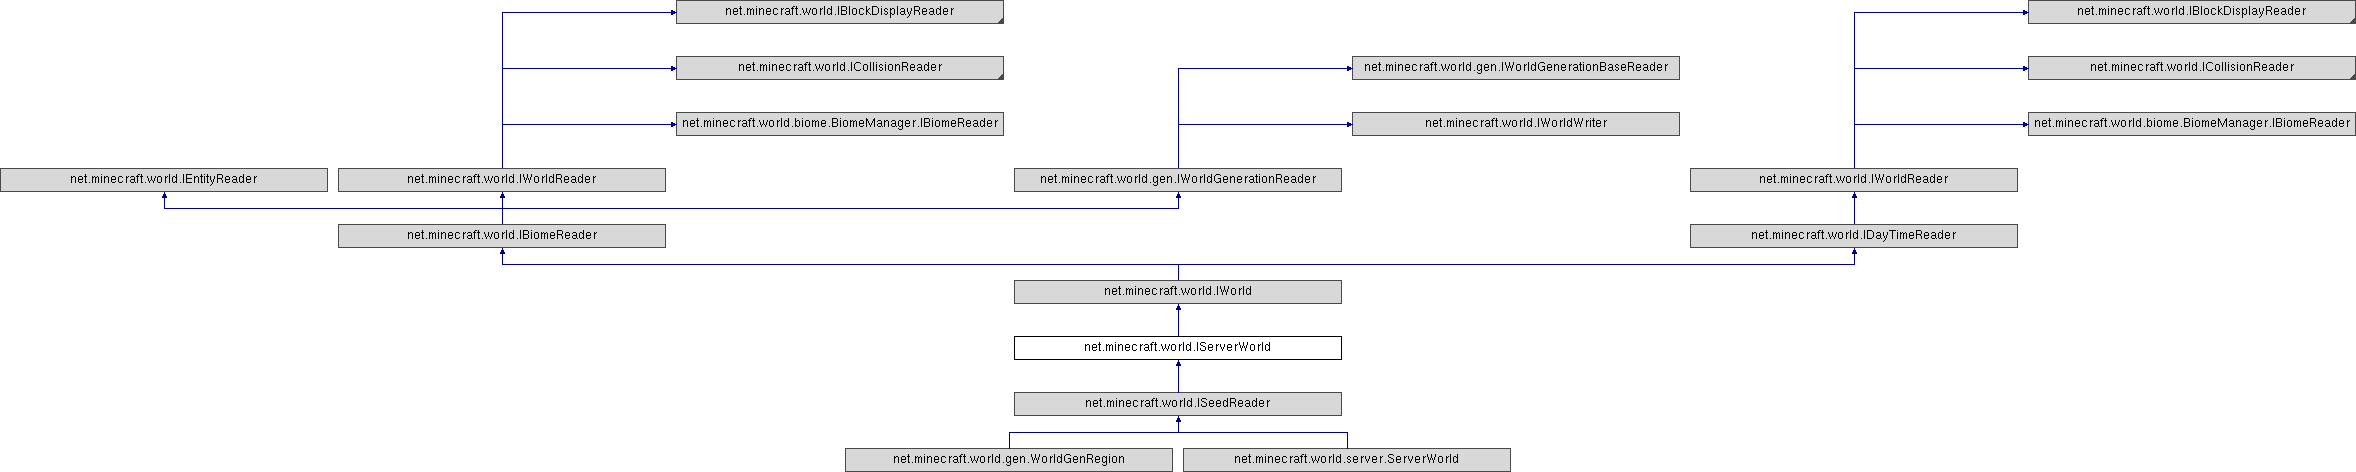 net.minecraft.world.IBlockDisplayReader
net.minecraft.world.IBlockDisplayReader
net.minecraft.world.ICollisionReader
net.minecraft.world.gen.IWorldGenerationBaseReader
net.minecraft.world.ICollisionReader
net.minecraft.world.biome.BiomeManager.IBiomeReader
net.minecraft.world.IWorldWriter
net.minecraft.world.biome.BiomeManager.IBiomeReader
net.minecraft.world.IEntityReader
net.minecraft.world.IWorldReader
net.minecraft.world.gen.IWorldGenerationReader
net.minecraft.world.IWorldReader
net.minecraft.world.IBiomeReader
net.minecraft.world.IDayTimeReader
net.minecraft.world.IWorld
net.minecraft.world.IServerWorld
net.minecraft.world.ISeedReader
net.minecraft.world.gen.WorldGenRegion
net.minecraft.world.server.ServerWorld